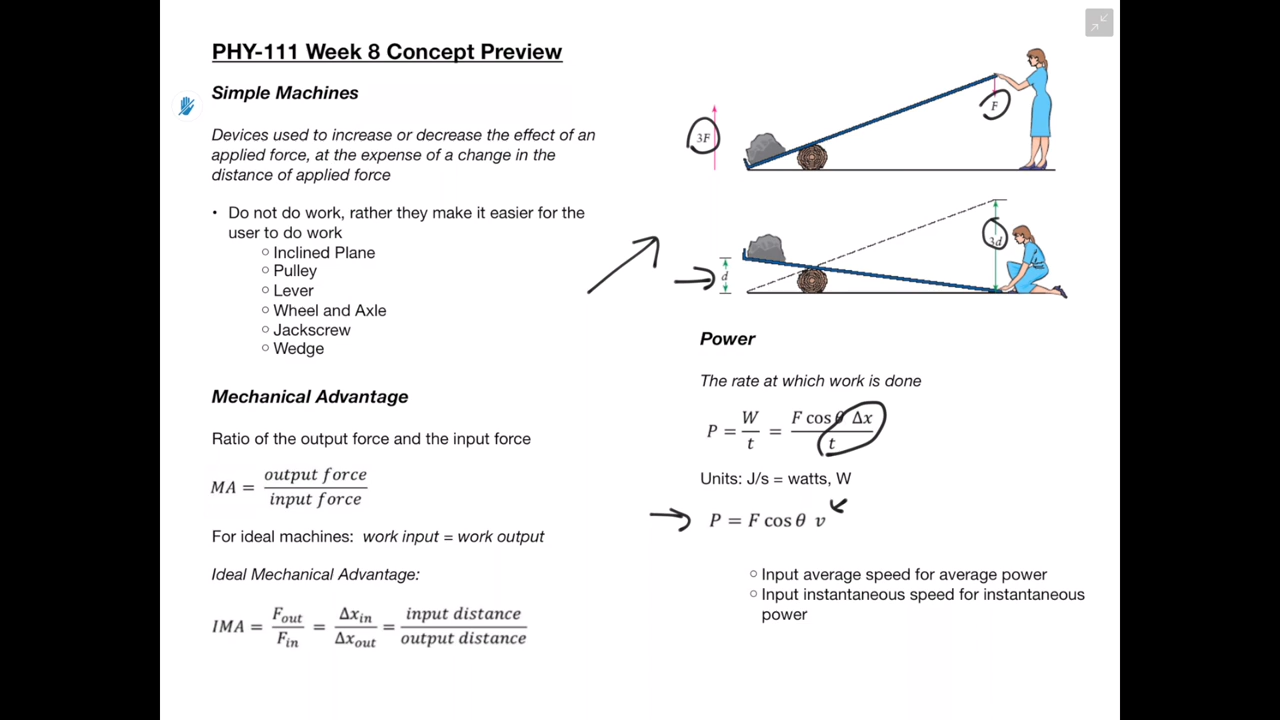 PHY-111 Week 8 Concept Preview
Simple Machines
Devices used to increase or decrease the effect of an
applied force, at the expense of a change in the
distance of applied force
• Do not do work, rather they make it easier for the
user to do work
○ Inclined Plane
○ Pulley
○ Lever
○ Wheel and Axle
○ Jackscrew
○ Wedge
Mechanical Advantage
Ratio of the output force and the input force
MA = output force / input force
For ideal machines: work input = work output
Ideal Mechanical Advantage:
IMA = F_out / F_in = Δx_in / Δx_out = input distance / output distance
3F
F
d
3d
Power
The rate at which work is done
P = W / t = F cos θ Δx / t
Units: J/s = watts, W
P = F cos θ v
○ Input average speed for average power
○ Input instantaneous speed for instantaneous
power